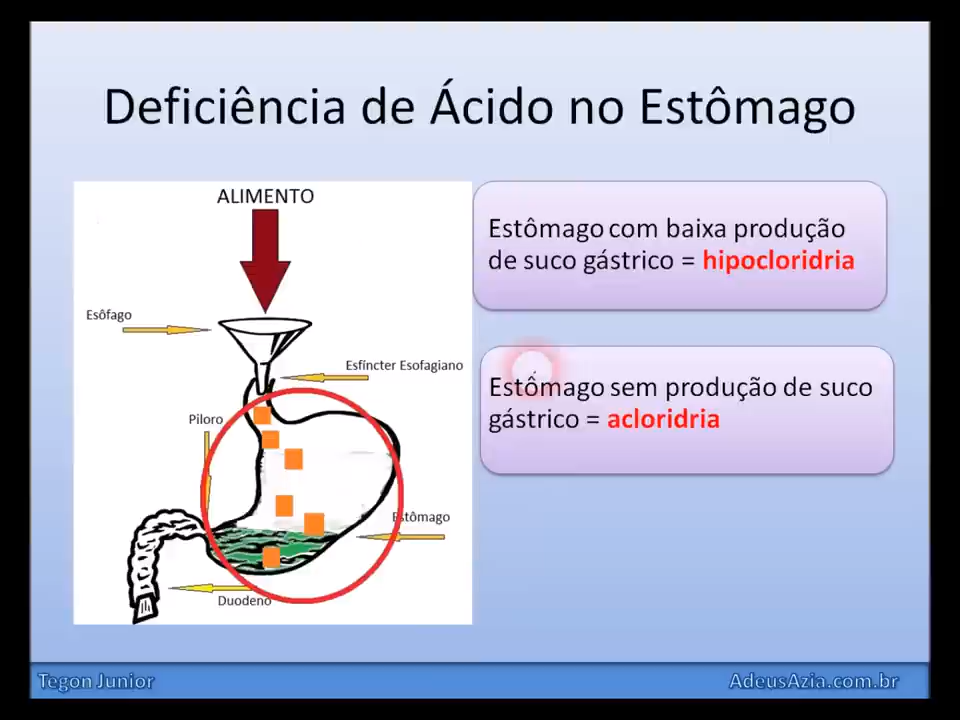 Deficiência de Ácido no Estômago
ALIMENTO
Esôfago
Esfíncter Esofagiano
Piloro
Estômago
Duodeno
Estômago com baixa produção
de suco gástrico = hipocloridria
Estômago sem produção de suco
gástrico = acloridria
Tegon Junior
AdeusAzia.com.br